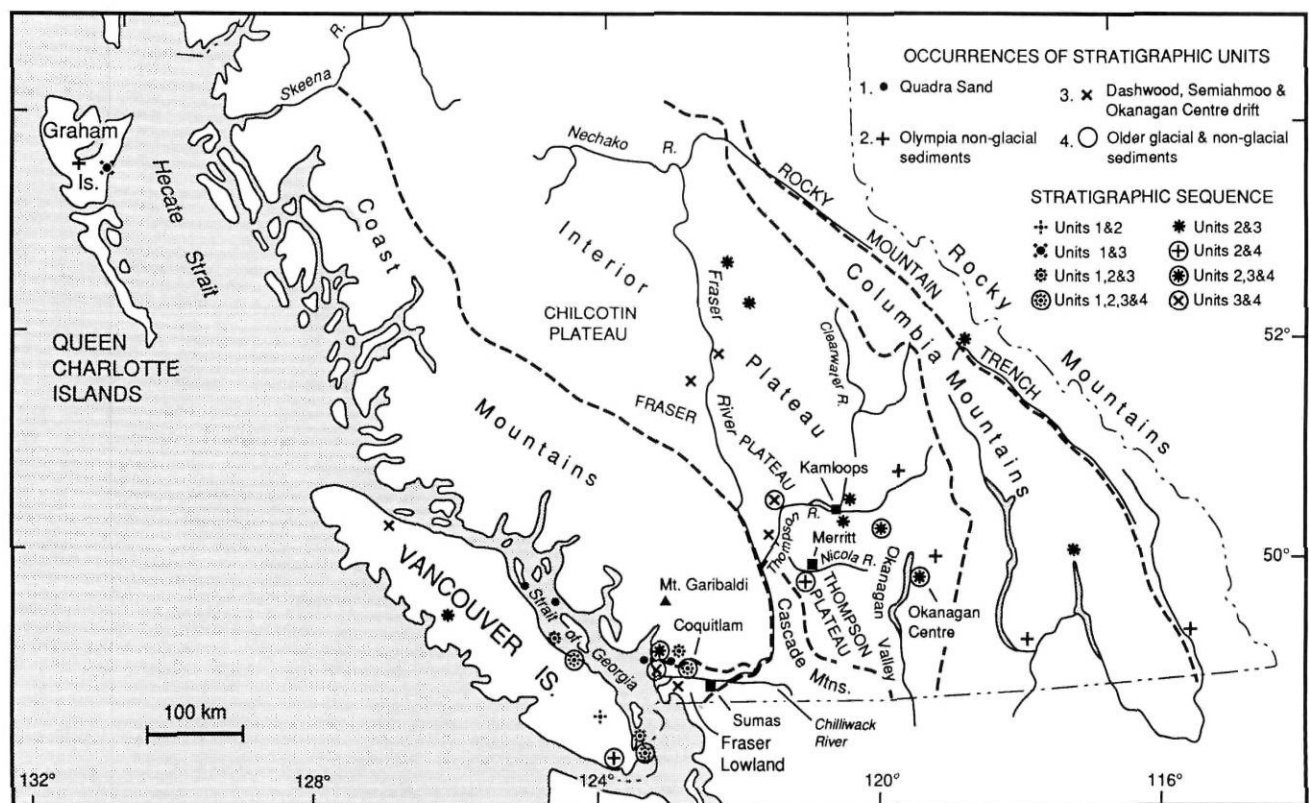 OCCURRENCES OF STRATIGRAPHIC UNITS
1. • Quadra Sand
2. + Olympia non-glacial
sediments
3. × Dashwood, Semiahmoo &
Okanagan Centre drift
4. ○ Older glacial & non-glacial
sediments
STRATIGRAPHIC SEQUENCE
Units 1&2
Units 1&3
Units 1,2&3
Units 1,2,3&4
Units 2&3
Units 2&4
Units 2,3&4
Units 3&4
Skeena R.
Graham
Is.
Hecate
Strait
QUEEN
CHARLOTTE
ISLANDS
Nechako R.
ROCKY
MOUNTAIN
TRENCH
Rocky
Mountains
Columbia
Mountains
Coast
Mountains
Interior
Plateau
CHILCOTIN
PLATEAU
Fraser
River
Clearwater R.
FRASER
PLATEAU
Kamloops
Thompson R.
Merritt
Nicola R.
THOMPSON
PLATEAU
Okanagan
Valley
Okanagan
Centre
Cascade Mtns.
VANCOUVER
IS.
Strait of
Georgia
Mt. Garibaldi
Coquitlam
Sumas
Fraser
Lowland
Chilliwack
River
100 km
52°
50°
132°
128°
124°
120°
116°